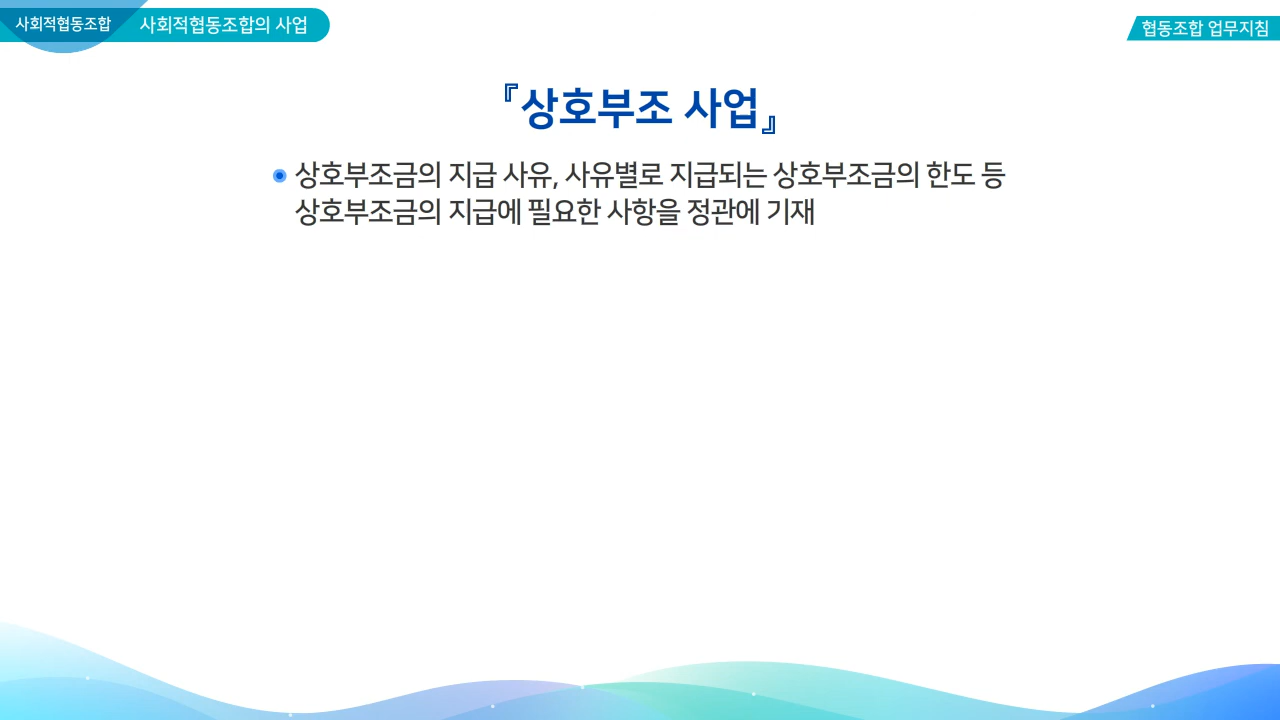 사회적협동조합
사회적협동조합의 사업
협동조합 업무지침
『상호부조 사업』
상호부조금의 지급 사유, 사유별로 지급되는 상호부조금의 한도 등
상호부조금의 지급에 필요한 사항을 정관에 기재